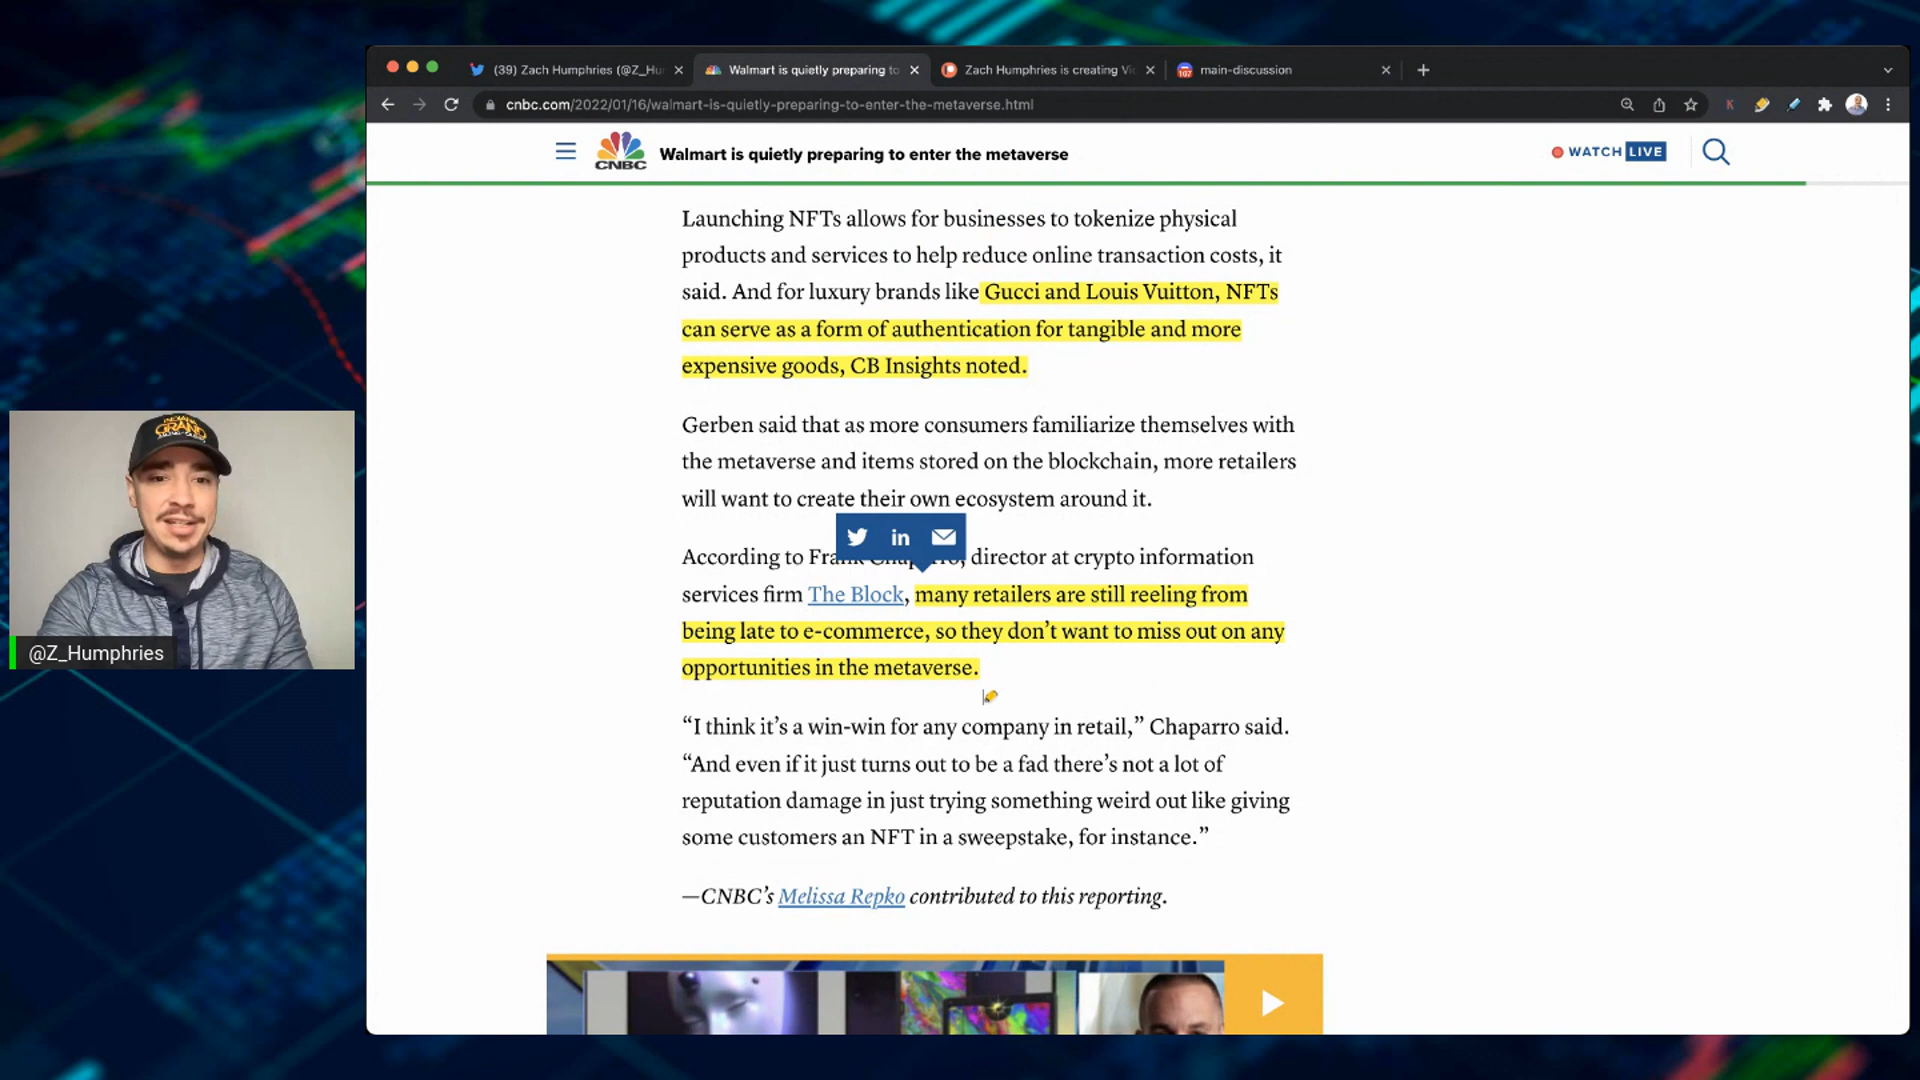 (39) Zach Humphries (@Z_Hu
Walmart is quietly preparing to
Zach Humphries is creating Vi
107
main-discussion
cnbc.com/2022/01/16/walmart-is-quietly-preparing-to-enter-the-metaverse.html
K
CNBC
Walmart is quietly preparing to enter the metaverse
WATCH LIVE
Launching NFTs allows for businesses to tokenize physical
products and services to help reduce online transaction costs, it
said. And for luxury brands like Gucci and Louis Vuitton, NFTs
can serve as a form of authentication for tangible and more
expensive goods, CB Insights noted.
Gerben said that as more consumers familiarize themselves with
the metaverse and items stored on the blockchain, more retailers
will want to create their own ecosystem around it.
in
According to Frank Chaparro, director at crypto information
services firm The Block, many retailers are still reeling from
being late to e-commerce, so they don’t want to miss out on any
opportunities in the metaverse.
“I think it’s a win-win for any company in retail,” Chaparro said.
“And even if it just turns out to be a fad there’s not a lot of
reputation damage in just trying something weird out like giving
some customers an NFT in a sweepstake, for instance.”
—CNBC’s Melissa Repko contributed to this reporting.
INDIANA
GRAND
@Z_Humphries